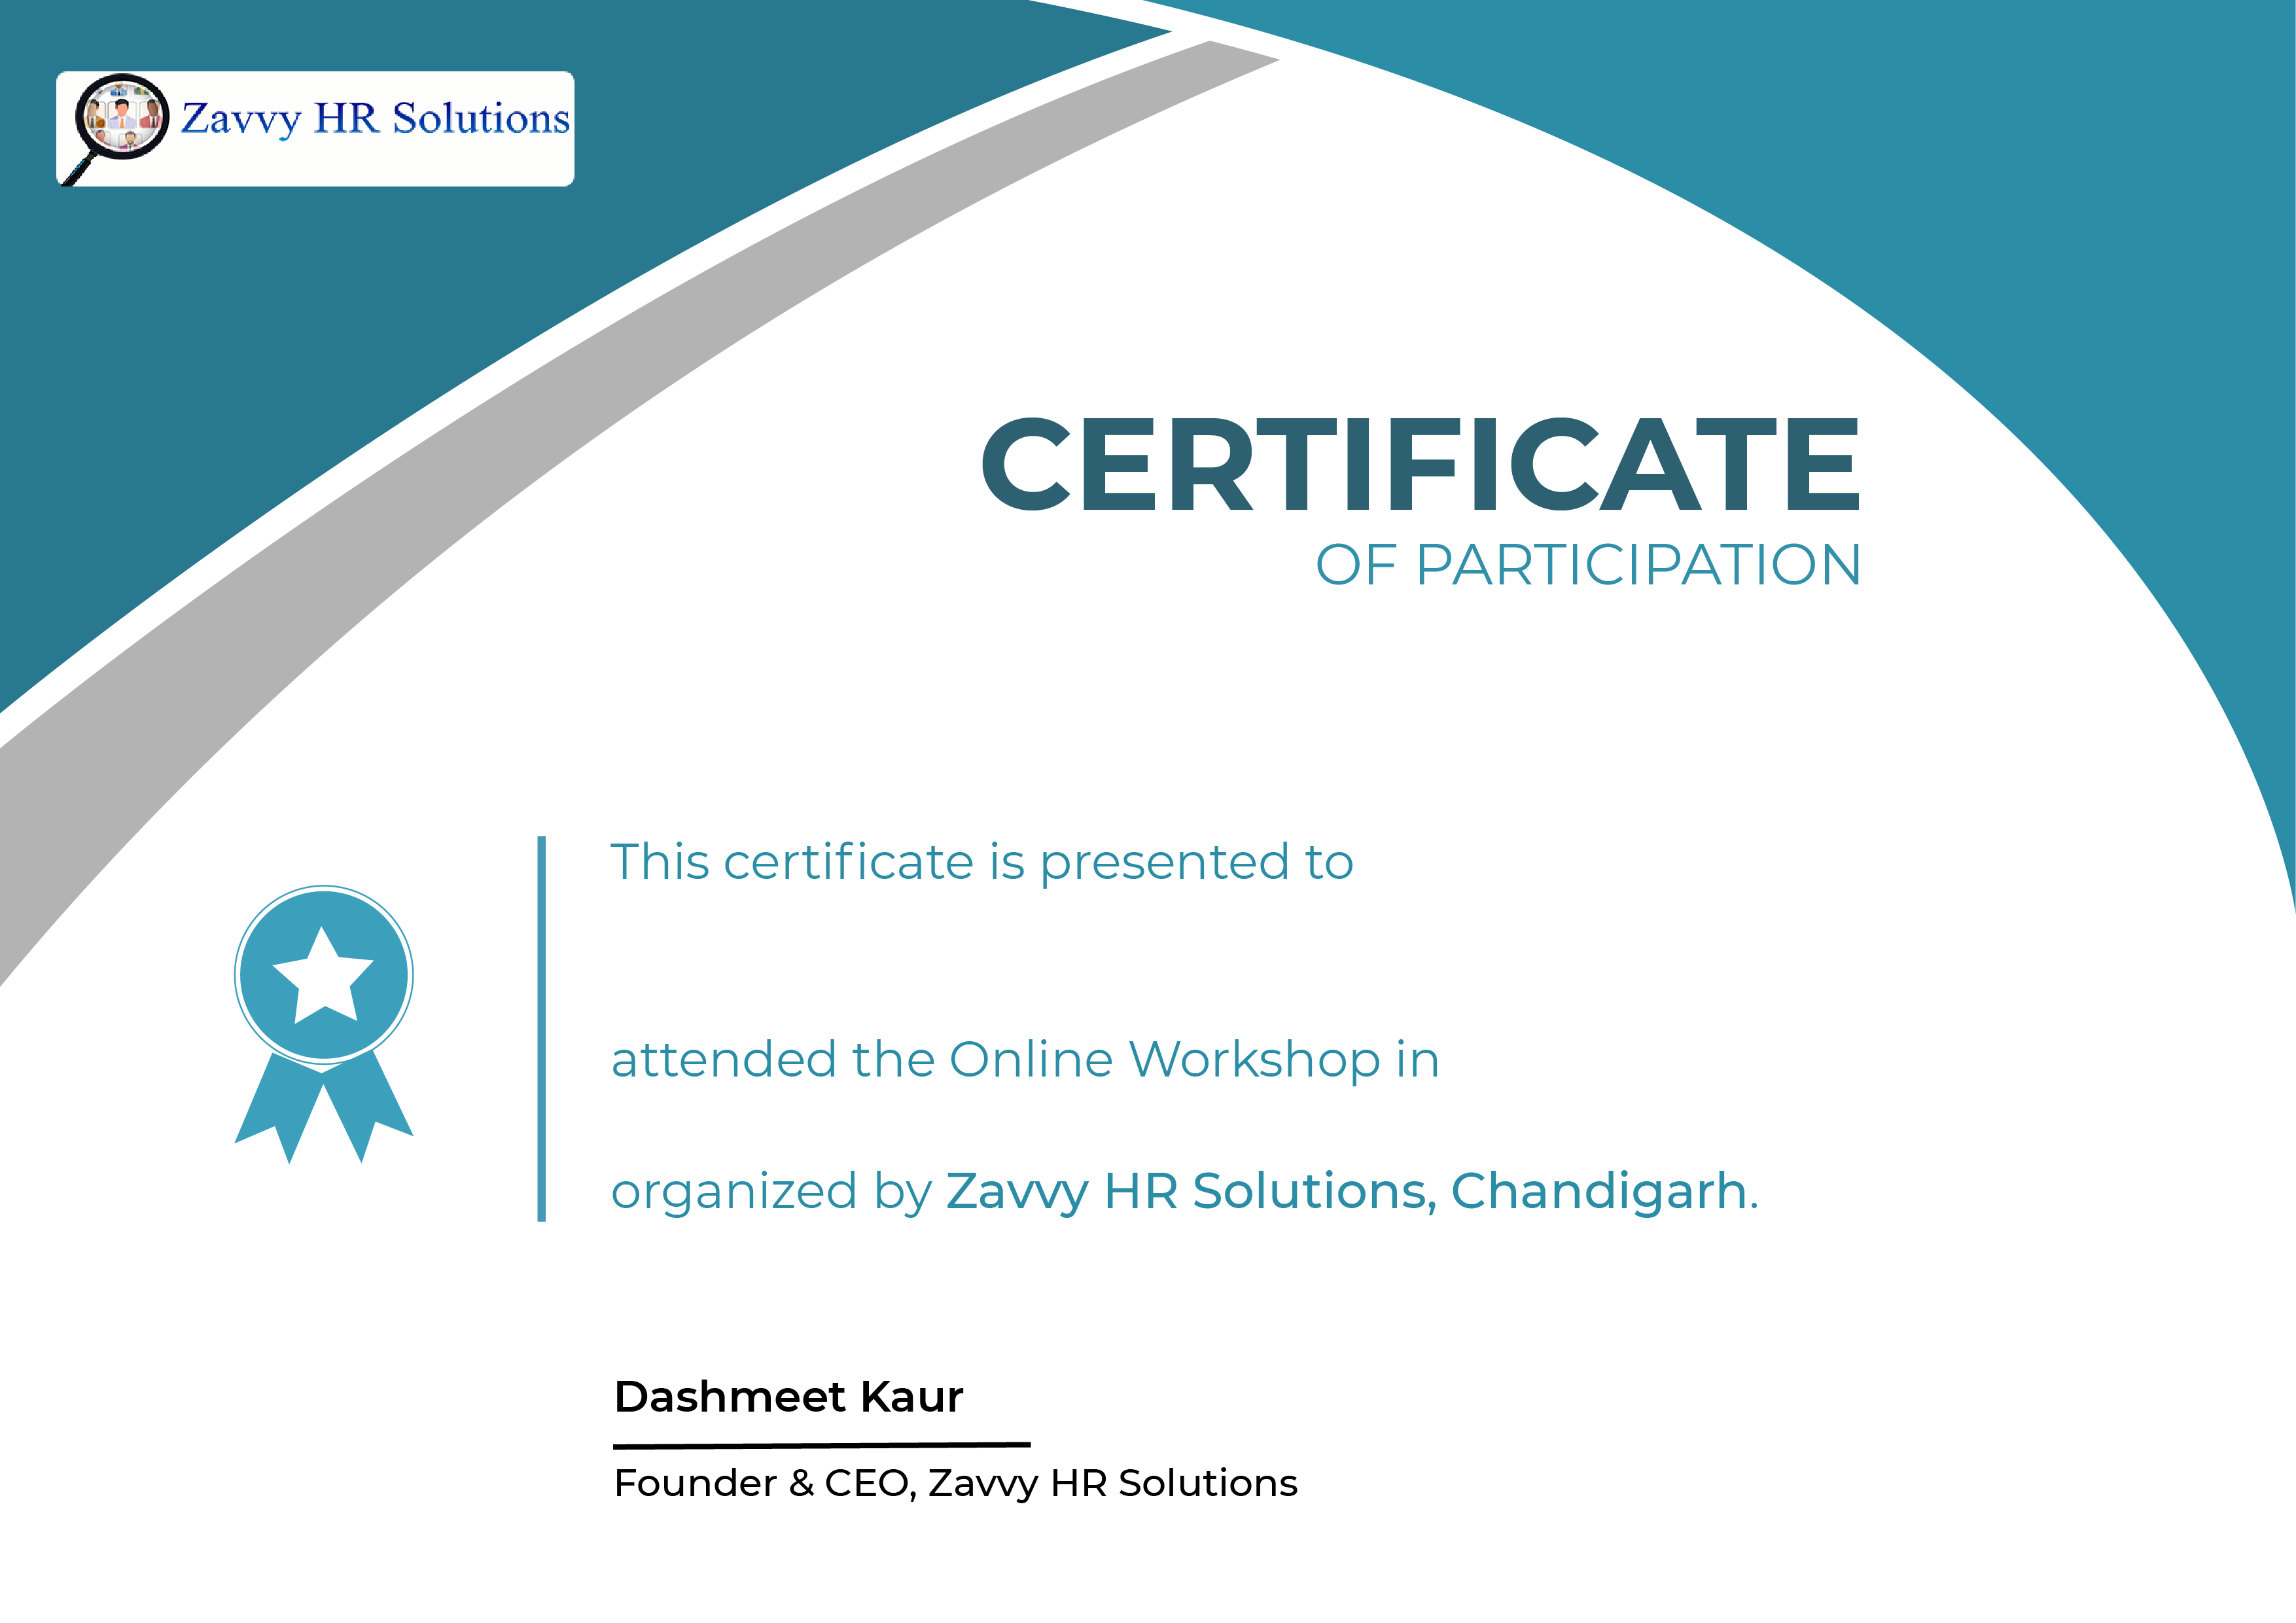 Zavvy HR Solutions
CERTIFICATE
OF PARTICIPATION
This certificate is presented to
attended the Online Workshop in
organized by Zavvy HR Solutions, Chandigarh.
Dashmeet Kaur
Founder & CEO, Zavvy HR Solutions